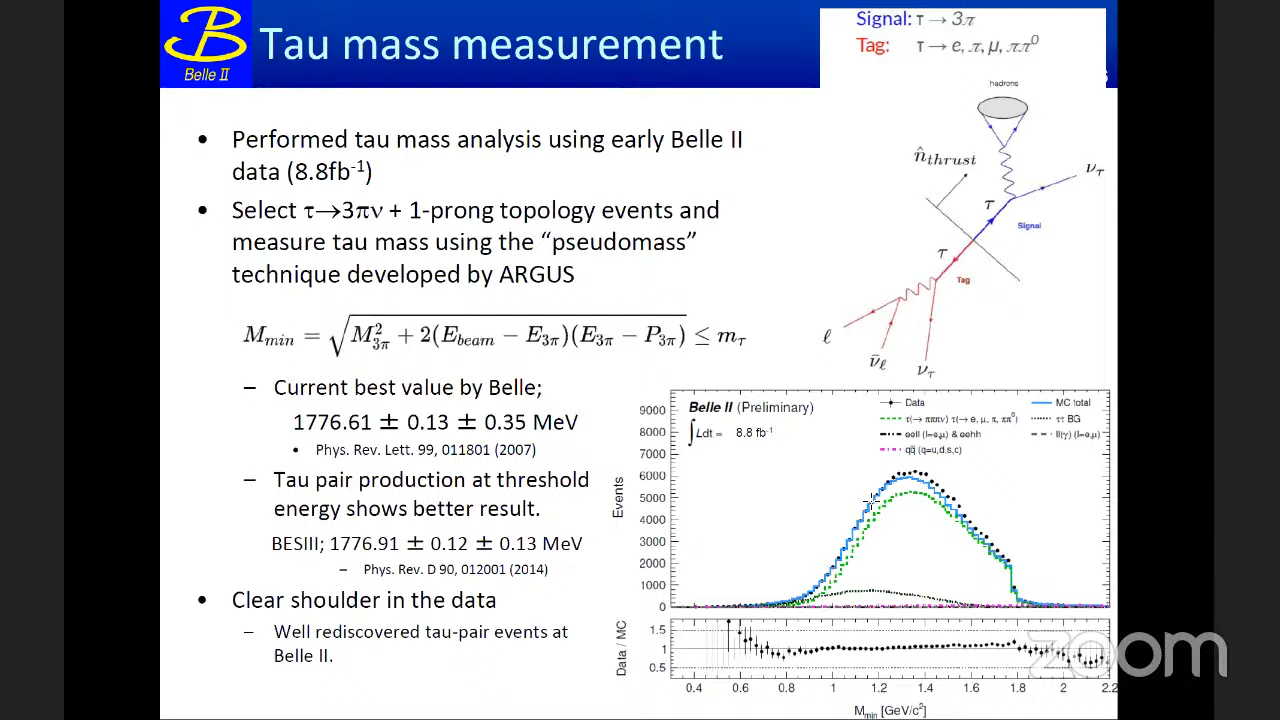 Belle II
Tau mass measurement
Signal: τ → 3π
Tag: τ → e, π, μ, ππ⁰
s
• Performed tau mass analysis using early Belle II
data (8.8fb⁻¹)
• Select τ→3πν + 1-prong topology events and
measure tau mass using the “pseudomass”
technique developed by ARGUS
M_min = √(M²_3π + 2(E_beam − E_3π)(E_3π − P_3π)) ≤ m_τ
– Current best value by Belle;
1776.61 ± 0.13 ± 0.35 MeV
• Phys. Rev. Lett. 99, 011801 (2007)
– Tau pair production at threshold
energy shows better result.
BESIII; 1776.91 ± 0.12 ± 0.13 MeV
– Phys. Rev. D 90, 012001 (2014)
• Clear shoulder in the data
– Well rediscovered tau-pair events at
Belle II.
hadrons
n̂_thrust
ν_τ
τ
Signal
τ
Tag
ℓ
ν̄_ℓ
ν_τ
Belle II (Preliminary)
∫Ldt = 8.8 fb⁻¹
Data
MC total
τ(→ πππν) τ(→ e, μ, π, ππ⁰)
ττ BG
eell (l=e,μ) & eehh
ll(γ) (l=e,μ)
qq̄ (q=u,d,s,c)
Events
9000
8000
7000
6000
5000
4000
3000
2000
1000
0
Data / MC
1.5
1
0.5
0.4 0.6 0.8 1 1.2 1.4 1.6 1.8 2 2.2
M_min [GeV/c²]
zoom